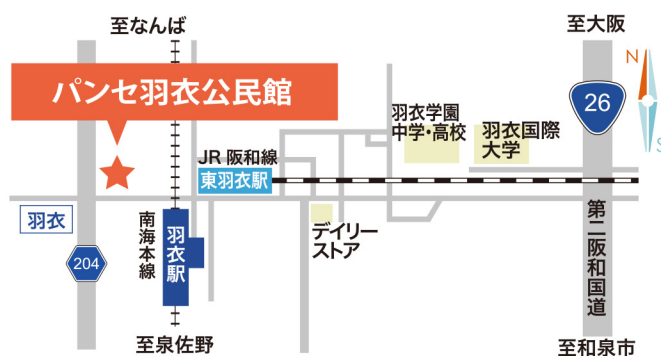 至なんば
至大阪
パンセ羽衣公民館
N
26
S
羽衣学園
中学・高校
羽衣国際
大学
JR 阪和線
東羽衣駅
羽衣
204
南海本線
羽衣駅
デイリー
ストア
第二阪和国道
至泉佐野
至和泉市